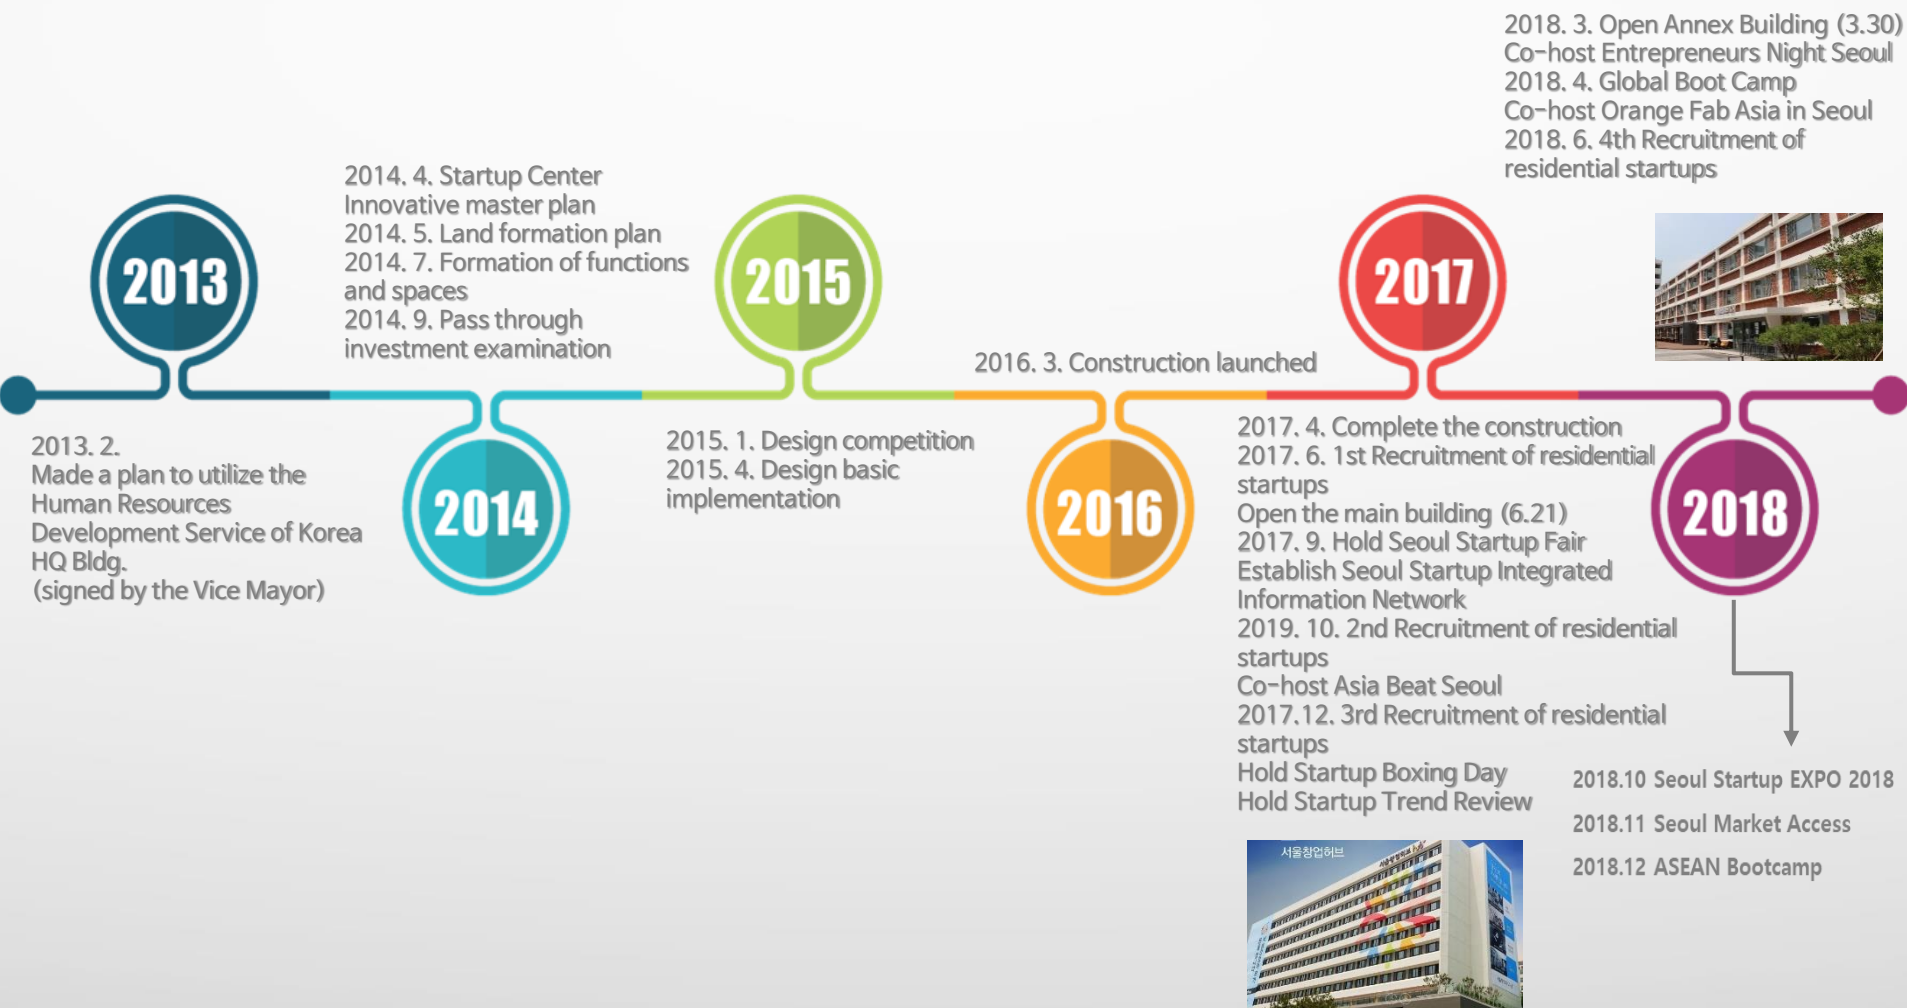 2013
2013. 2.
Made a plan to utilize the
Human Resources
Development Service of Korea
HQ Bldg.
(signed by the Vice Mayor)
2014. 4. Startup Center
Innovative master plan
2014. 5. Land formation plan
2014. 7. Formation of functions
and spaces
2014. 9. Pass through
investment examination
2014
2015
2015. 1. Design competition
2015. 4. Design basic
implementation
2016. 3. Construction launched
2016
2017
2017. 4. Complete the construction
2017. 6. 1st Recruitment of residential
startups
Open the main building (6.21)
2017. 9. Hold Seoul Startup Fair
Establish Seoul Startup Integrated
Information Network
2019. 10. 2nd Recruitment of residential
startups
Co-host Asia Beat Seoul
2017.12. 3rd Recruitment of residential
startups
Hold Startup Boxing Day
Hold Startup Trend Review
서울창업허브
서울창업허브
2018. 3. Open Annex Building (3.30)
Co-host Entrepreneurs Night Seoul
2018. 4. Global Boot Camp
Co-host Orange Fab Asia in Seoul
2018. 6. 4th Recruitment of
residential startups
2018
2018.10 Seoul Startup EXPO 2018
2018.11 Seoul Market Access
2018.12 ASEAN Bootcamp